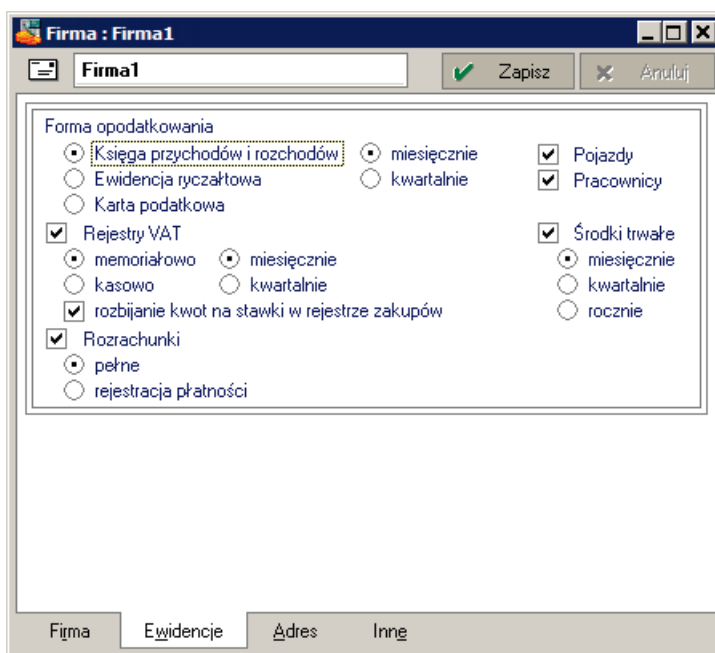 Firma : Firma1
Firma1 Zapisz Anuluj
Forma opodatkowania
Księga przychodów i rozchodów miesięcznie Pojazdy
Ewidencja ryczałtowa kwartalnie Pracownicy
Karta podatkowa
Rejestry VAT Środki trwałe
memoriałowo miesięcznie miesięcznie
kasowo kwartalnie kwartalnie
rozbijanie kwot na stawki w rejestrze zakupów rocznie
Rozrachunki
pełne
rejestracja płatności
Firma Ewidencje Adres Inne